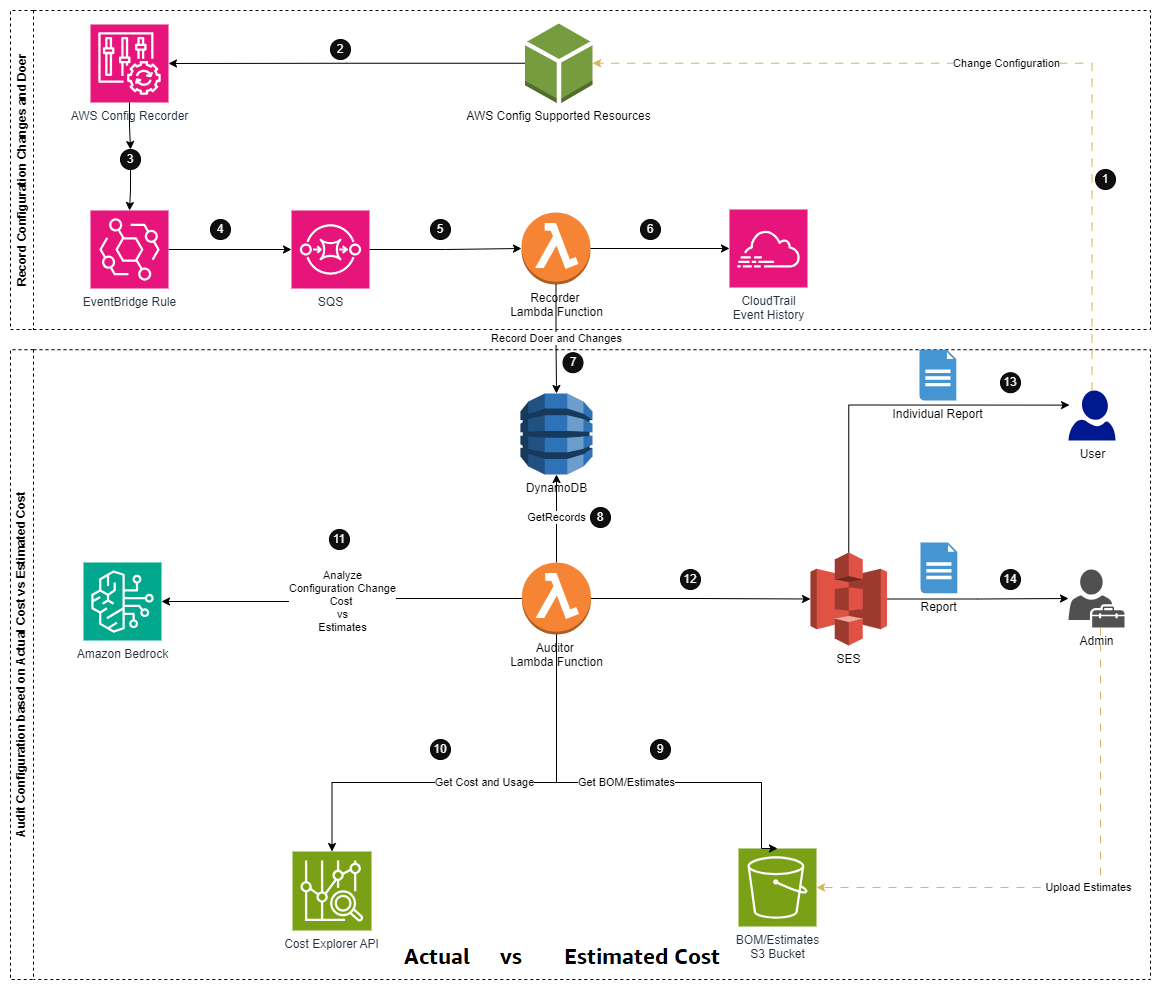 Record Configuration Changes and Doer
2
Change Configuration
AWS Config Recorder
AWS Config Supported Resources
3
1
4
5
6
EventBridge Rule
SQS
Recorder
Lambda Function
CloudTrail
Event History
Record Doer and Changes
Audit Configuration based on Actual Cost vs Estimated Cost
7
13
Individual Report
User
DynamoDB
GetRecords
8
11
Analyze
Configuration Change
Cost
vs
Estimates
12
14
Report
Amazon Bedrock
Auditor
Lambda Function
SES
Admin
10
9
Get Cost and Usage
Get BOM/Estimates
Upload Estimates
Cost Explorer API
BOM/Estimates
S3 Bucket
Actual vs Estimated Cost